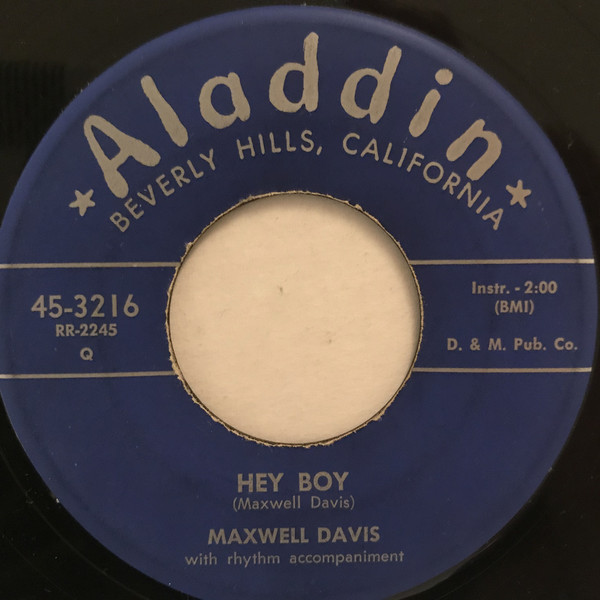 Aladdin
BEVERLY HILLS, CALIFORNIA
45-3216
RR-2245
Q
Instr. - 2:00
(BMI)
D. & M. Pub. Co.
HEY BOY
(Maxwell Davis)
MAXWELL DAVIS
with rhythm accompaniment